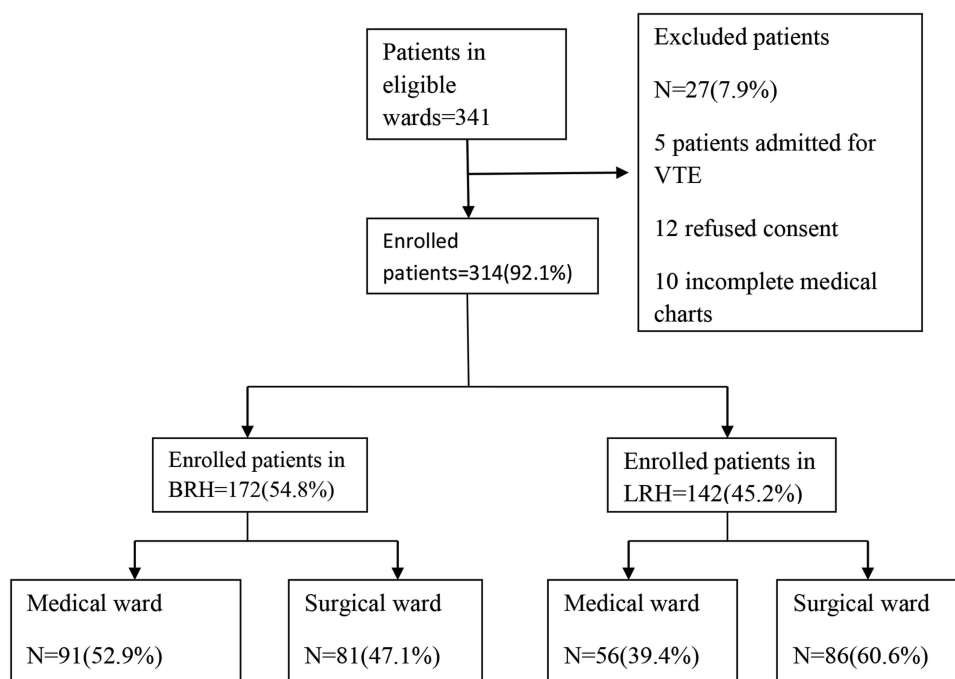 Patients in
eligible
wards=341
Excluded patients
N=27(7.9%)
5 patients admitted for
VTE
12 refused consent
10 incomplete medical
charts
Enrolled
patients=314(92.1%)
Enrolled patients in
BRH=172(54.8%)
Enrolled patients in
LRH=142(45.2%)
Medical ward
N=91(52.9%)
Surgical ward
N=81(47.1%)
Medical ward
N=56(39.4%)
Surgical ward
N=86(60.6%)